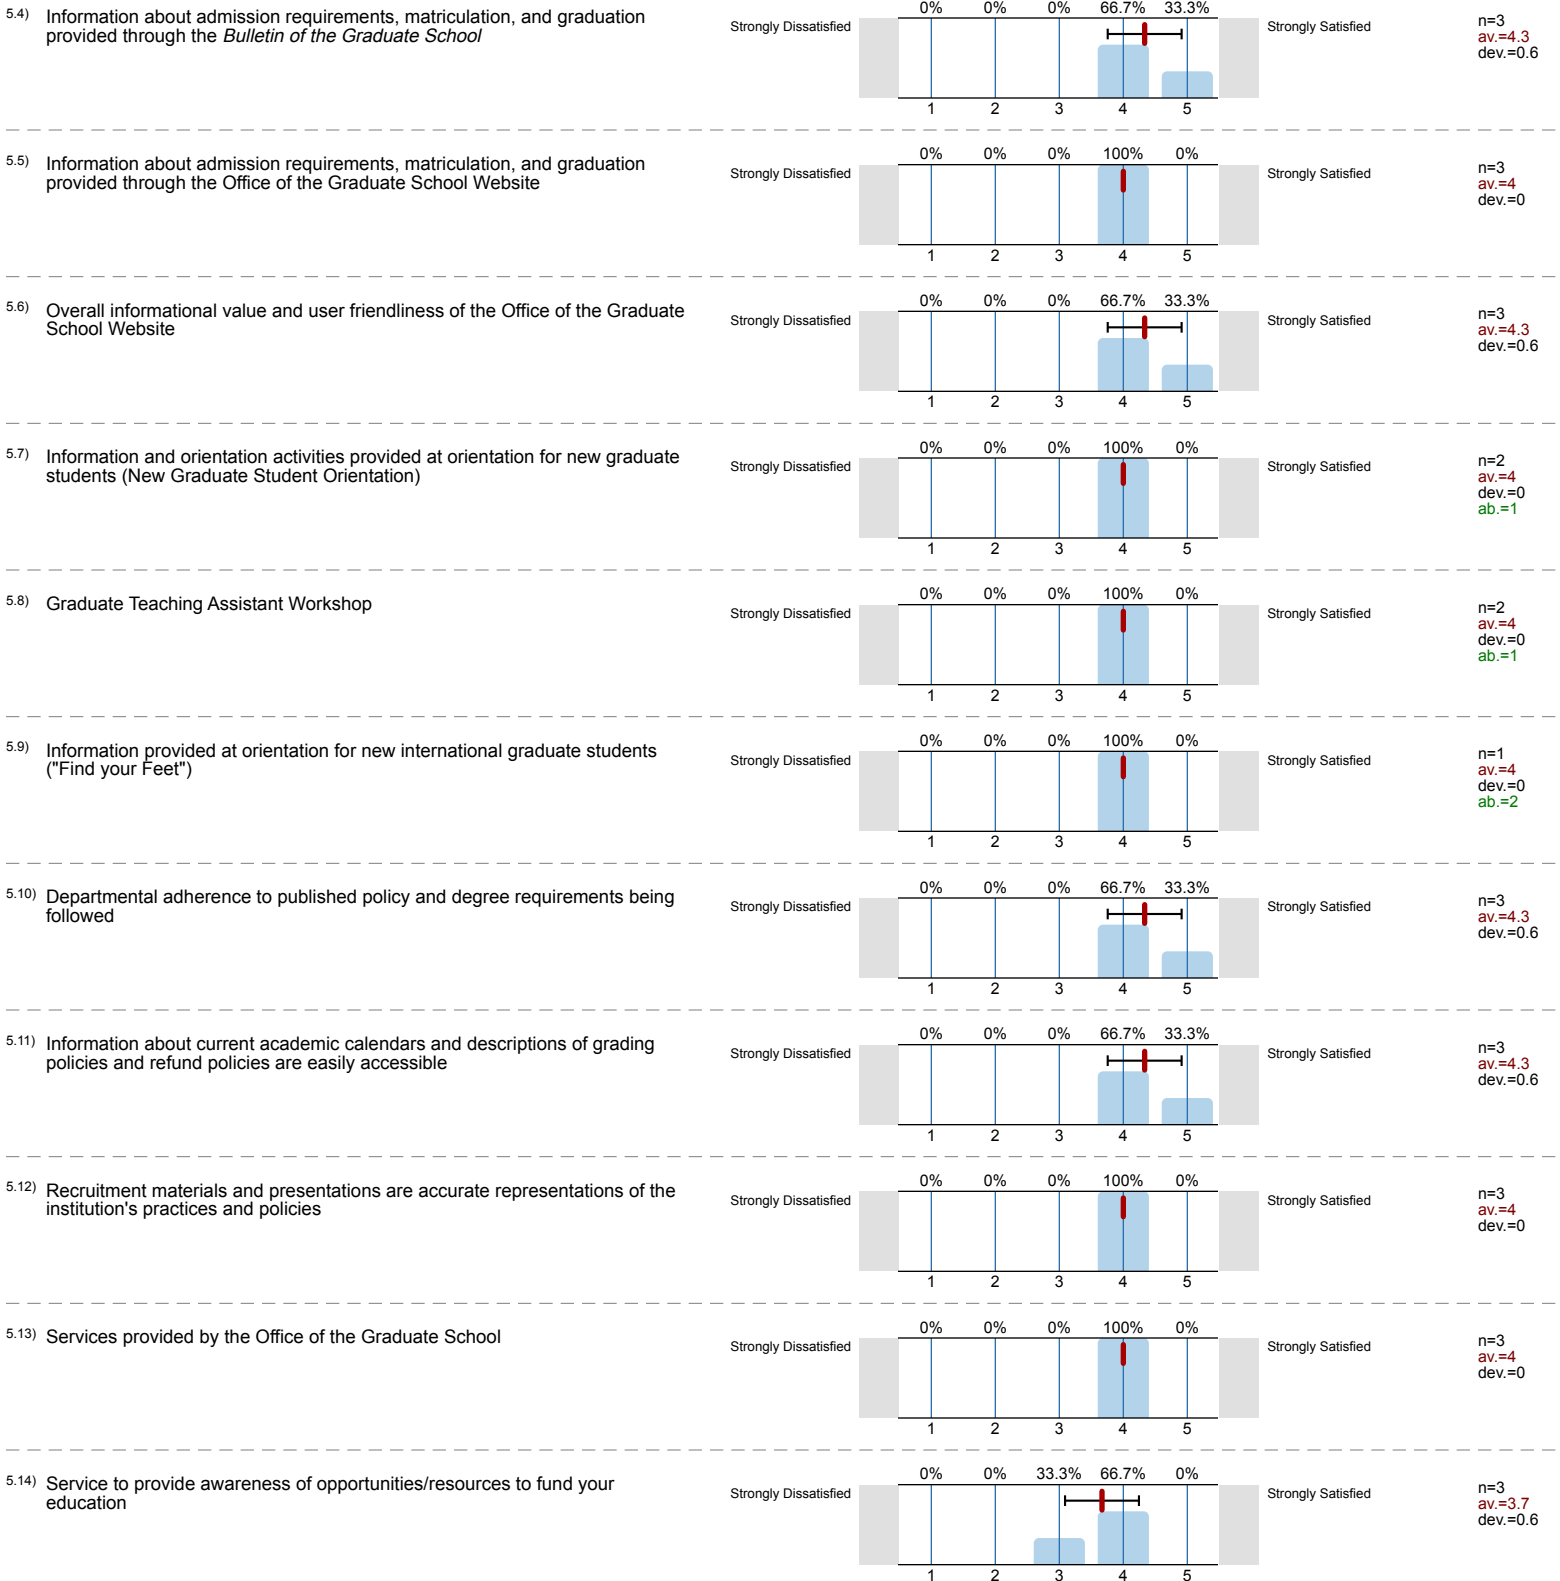 5.4) Information about admission requirements, matriculation, and graduation
provided through the Bulletin of the Graduate School
Strongly Dissatisfied
0% 0% 0% 66.7% 33.3%
1 2 3 4 5
Strongly Satisfied
n=3
av.=4.3
dev.=0.6
5.5) Information about admission requirements, matriculation, and graduation
provided through the Office of the Graduate School Website
Strongly Dissatisfied
0% 0% 0% 100% 0%
1 2 3 4 5
Strongly Satisfied
n=3
av.=4
dev.=0
5.6) Overall informational value and user friendliness of the Office of the Graduate
School Website
Strongly Dissatisfied
0% 0% 0% 66.7% 33.3%
1 2 3 4 5
Strongly Satisfied
n=3
av.=4.3
dev.=0.6
5.7) Information and orientation activities provided at orientation for new graduate
students (New Graduate Student Orientation)
Strongly Dissatisfied
0% 0% 0% 100% 0%
1 2 3 4 5
Strongly Satisfied
n=2
av.=4
dev.=0
ab.=1
5.8) Graduate Teaching Assistant Workshop
Strongly Dissatisfied
0% 0% 0% 100% 0%
1 2 3 4 5
Strongly Satisfied
n=2
av.=4
dev.=0
ab.=1
5.9) Information provided at orientation for new international graduate students
("Find your Feet")
Strongly Dissatisfied
0% 0% 0% 100% 0%
1 2 3 4 5
Strongly Satisfied
n=1
av.=4
dev.=0
ab.=2
5.10) Departmental adherence to published policy and degree requirements being
followed
Strongly Dissatisfied
0% 0% 0% 66.7% 33.3%
1 2 3 4 5
Strongly Satisfied
n=3
av.=4.3
dev.=0.6
5.11) Information about current academic calendars and descriptions of grading
policies and refund policies are easily accessible
Strongly Dissatisfied
0% 0% 0% 66.7% 33.3%
1 2 3 4 5
Strongly Satisfied
n=3
av.=4.3
dev.=0.6
5.12) Recruitment materials and presentations are accurate representations of the
institution's practices and policies
Strongly Dissatisfied
0% 0% 0% 100% 0%
1 2 3 4 5
Strongly Satisfied
n=3
av.=4
dev.=0
5.13) Services provided by the Office of the Graduate School
Strongly Dissatisfied
0% 0% 0% 100% 0%
1 2 3 4 5
Strongly Satisfied
n=3
av.=4
dev.=0
5.14) Service to provide awareness of opportunities/resources to fund your
education
Strongly Dissatisfied
0% 0% 33.3% 66.7% 0%
1 2 3 4 5
Strongly Satisfied
n=3
av.=3.7
dev.=0.6